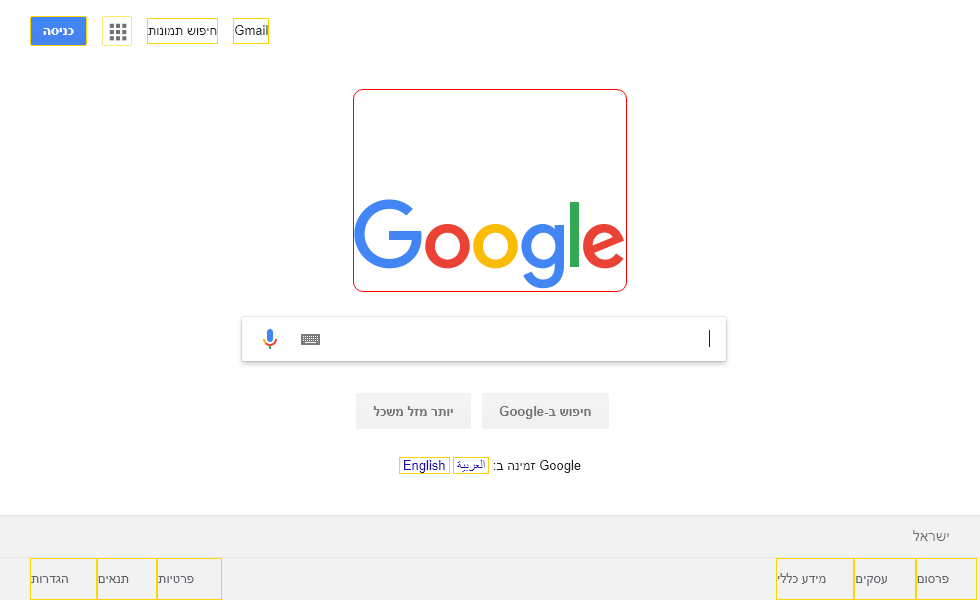 Gmail חיפוש תמונות כניסה
Google
חיפוש ב-Google יותר מזל משכל
Google זמינה ב: العربية English
ישראל
פרסום עסקים מידע כללי פרטיות תנאים הגדרות